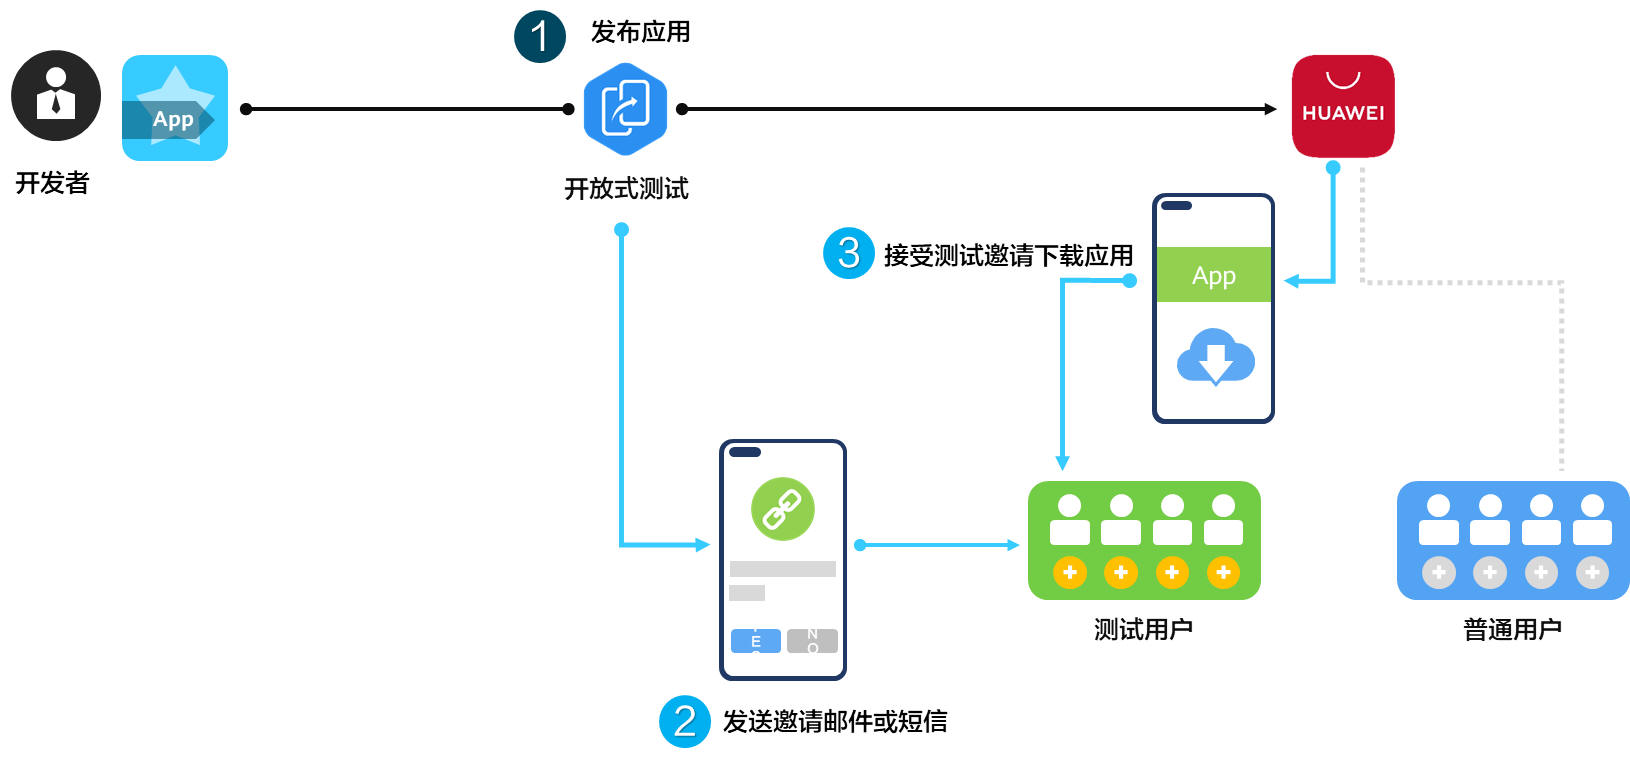 1 发布应用
App
HUAWEI
开发者
开放式测试
3 接受测试邀请下载应用
App
E
N
O
测试用户
普通用户
2 发送邀请邮件或短信